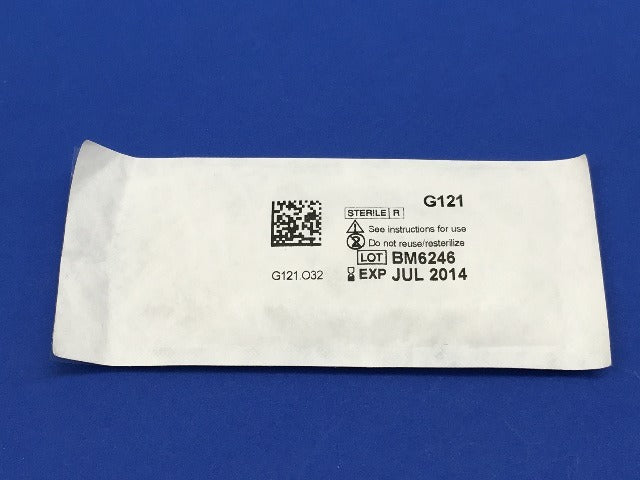 G121
STERILE R
See instructions for use
Do not reuse/resterilize
LOT BM6246
G121.O32
EXP JUL 2014